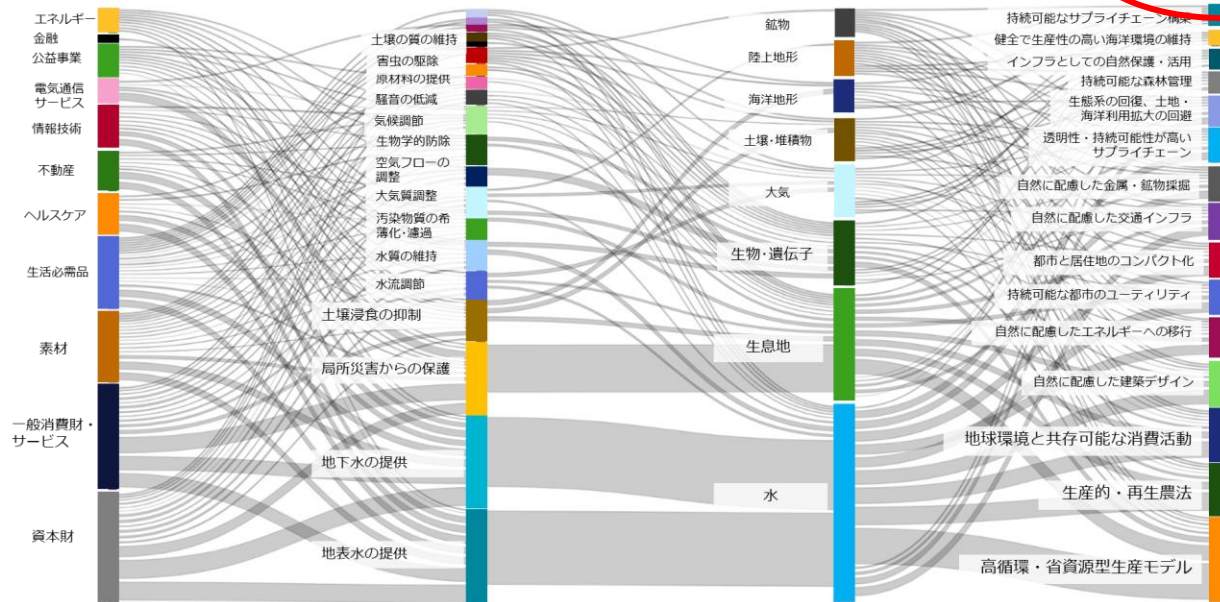 エネルギー
金融
公益事業
電気通信
サービス
情報技術
不動産
ヘルスケア
生活必需品
素材
一般消費財・
サービス
資本財
土壌の質の維持
害虫の駆除
原材料の提供
騒音の低減
気候調節
生物学的防除
空気フローの
調整
大気質調整
汚染物質の希
薄化・濾過
水質の維持
水流調節
土壌浸食の抑制
局所災害からの保護
地下水の提供
地表水の提供
鉱物
陸上地形
海洋地形
土壌・堆積物
大気
生物・遺伝子
生息地
水
持続可能なサプライチェーン構築
健全で生産性の高い海洋環境の維持
インフラとしての自然保護・活用
持続可能な森林管理
生態系の回復、土地・
海洋利用拡大の回避
透明性・持続可能性が高い
サプライチェーン
自然に配慮した金属・鉱物採掘
自然に配慮した交通インフラ
都市と居住地のコンパクト化
持続可能な都市のユーティリティ
自然に配慮したエネルギーへの移行
自然に配慮した建築デザイン
地球環境と共存可能な消費活動
生産的・再生農法
高循環・省資源型生産モデル